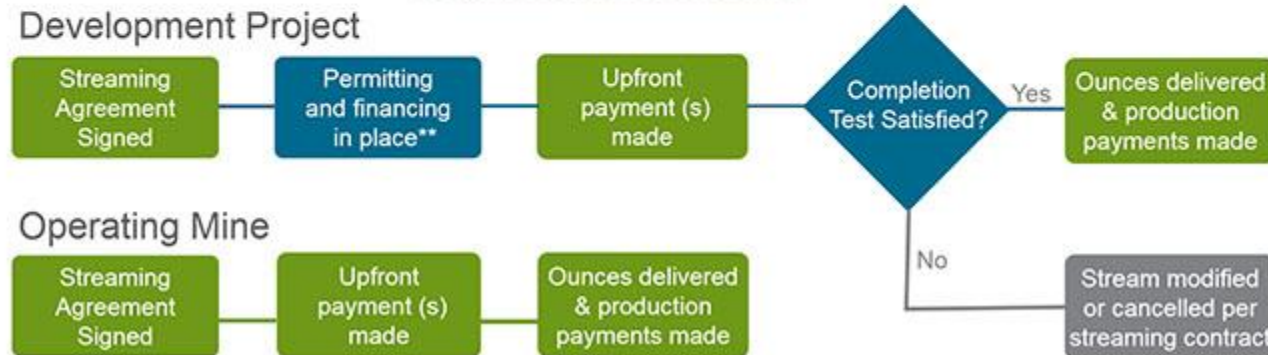 Development Project
Streaming
Agreement
Signed
Permitting
and financing
in place**
Upfront
payment (s)
made
Completion
Test Satisfied?
Yes
Ounces delivered
& production
payments made
No
Stream modified
or cancelled per
streaming contract
Operating Mine
Streaming
Agreement
Signed
Upfront
payment (s)
made
Ounces delivered
& production
payments made